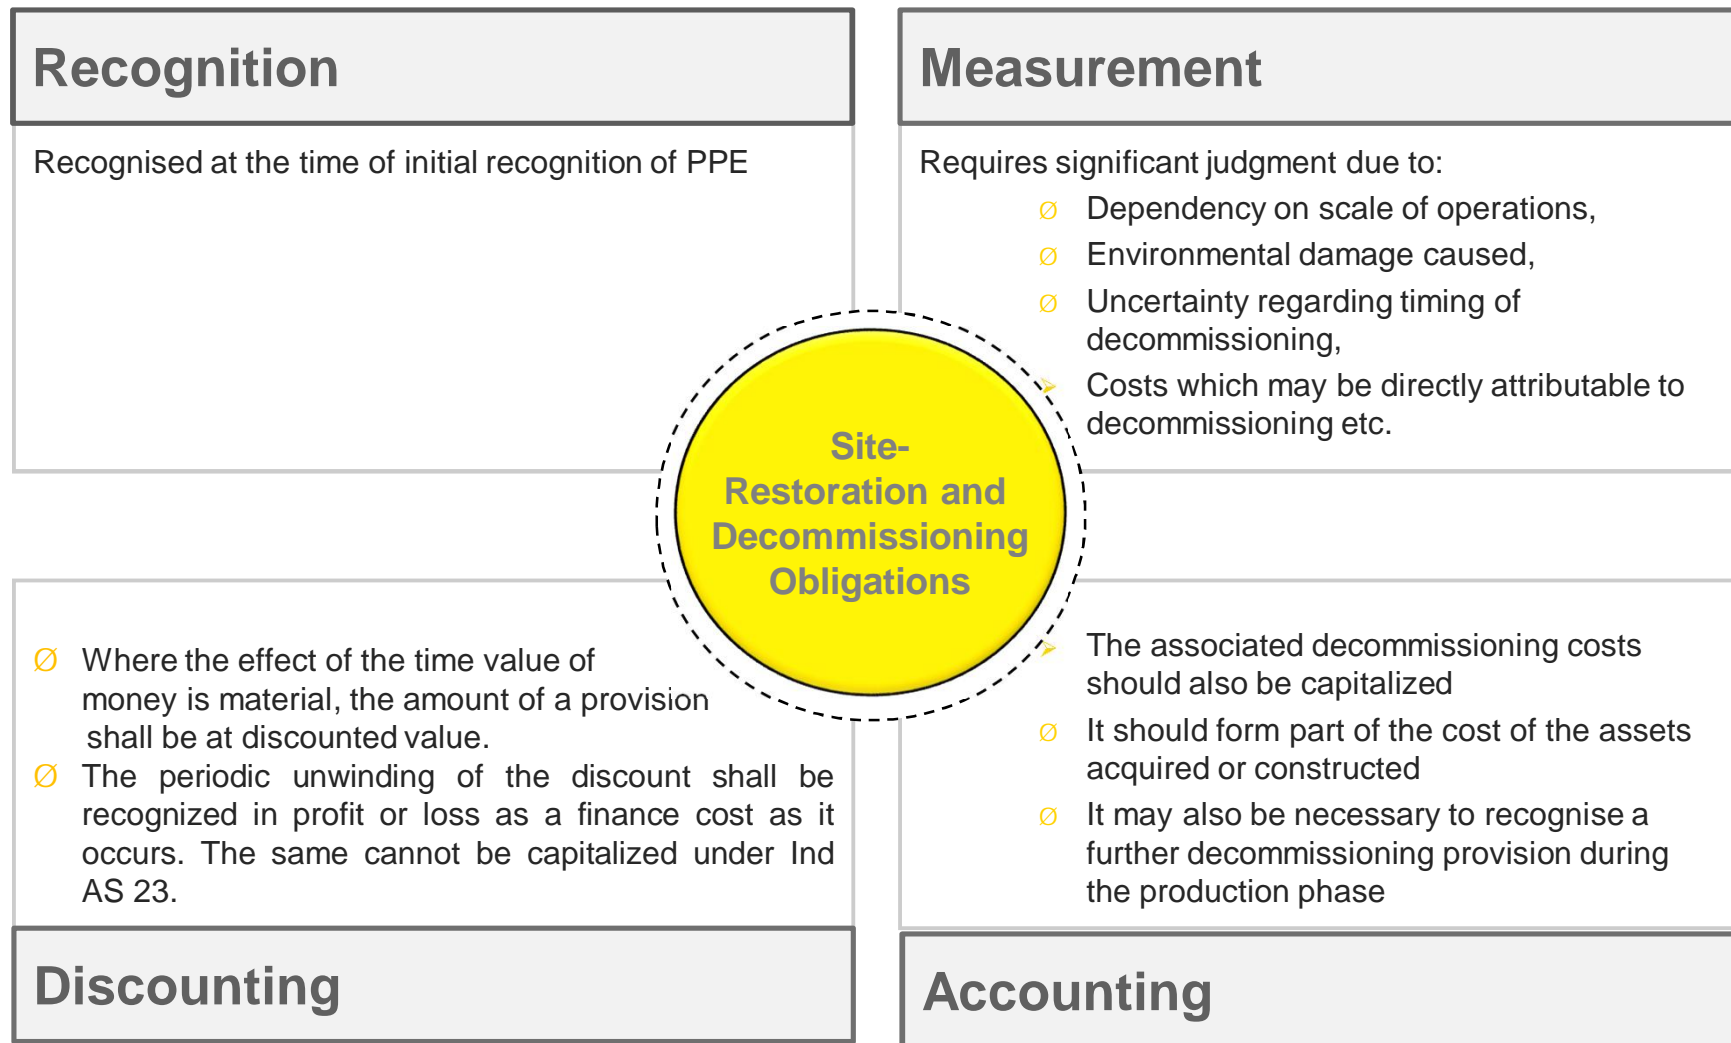 Recognition
Recognised at the time of initial recognition of PPE
Measurement
Requires significant judgment due to:
Ø Dependency on scale of operations,
Ø Environmental damage caused,
Ø Uncertainty regarding timing of
decommissioning,
➢ Costs which may be directly attributable to
decommissioning etc.
Site-
Restoration and
Decommissioning
Obligations
Ø Where the effect of the time value of
money is material, the amount of a provision
shall be at discounted value.
Ø The periodic unwinding of the discount shall be
recognized in profit or loss as a finance cost as it
occurs. The same cannot be capitalized under Ind
AS 23.
Discounting
➢ The associated decommissioning costs
should also be capitalized
Ø It should form part of the cost of the assets
acquired or constructed
Ø It may also be necessary to recognise a
further decommissioning provision during
the production phase
Accounting